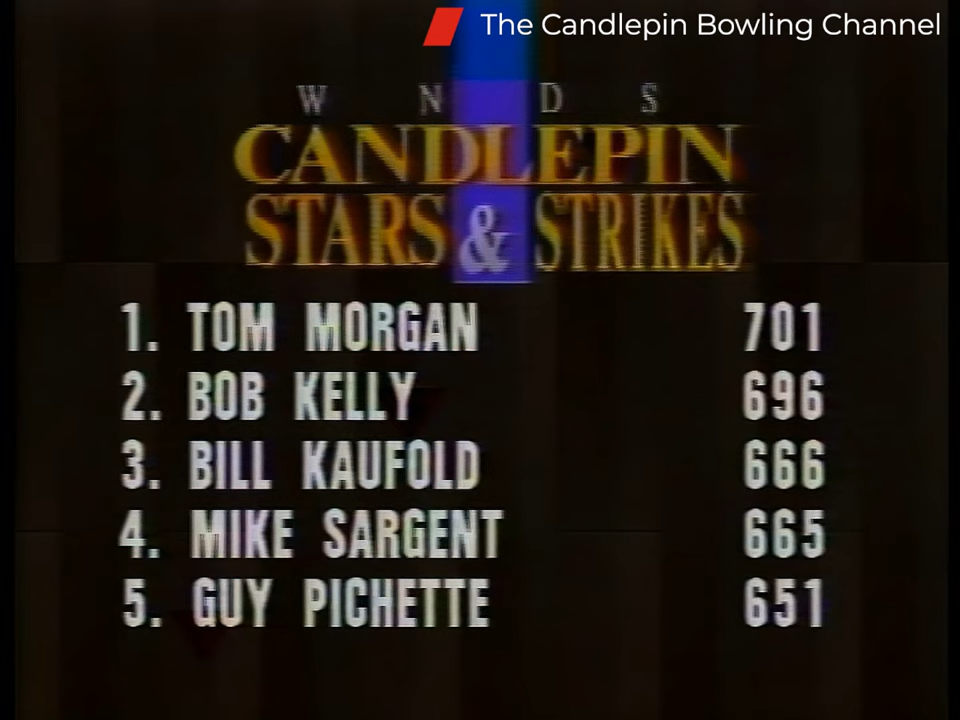 The Candlepin Bowling Channel
W N D S
CANDLEPIN
STARS & STRIKES
1. TOM MORGAN 701
2. BOB KELLY 696
3. BILL KAUFOLD 666
4. MIKE SARGENT 665
5. GUY PICHETTE 651